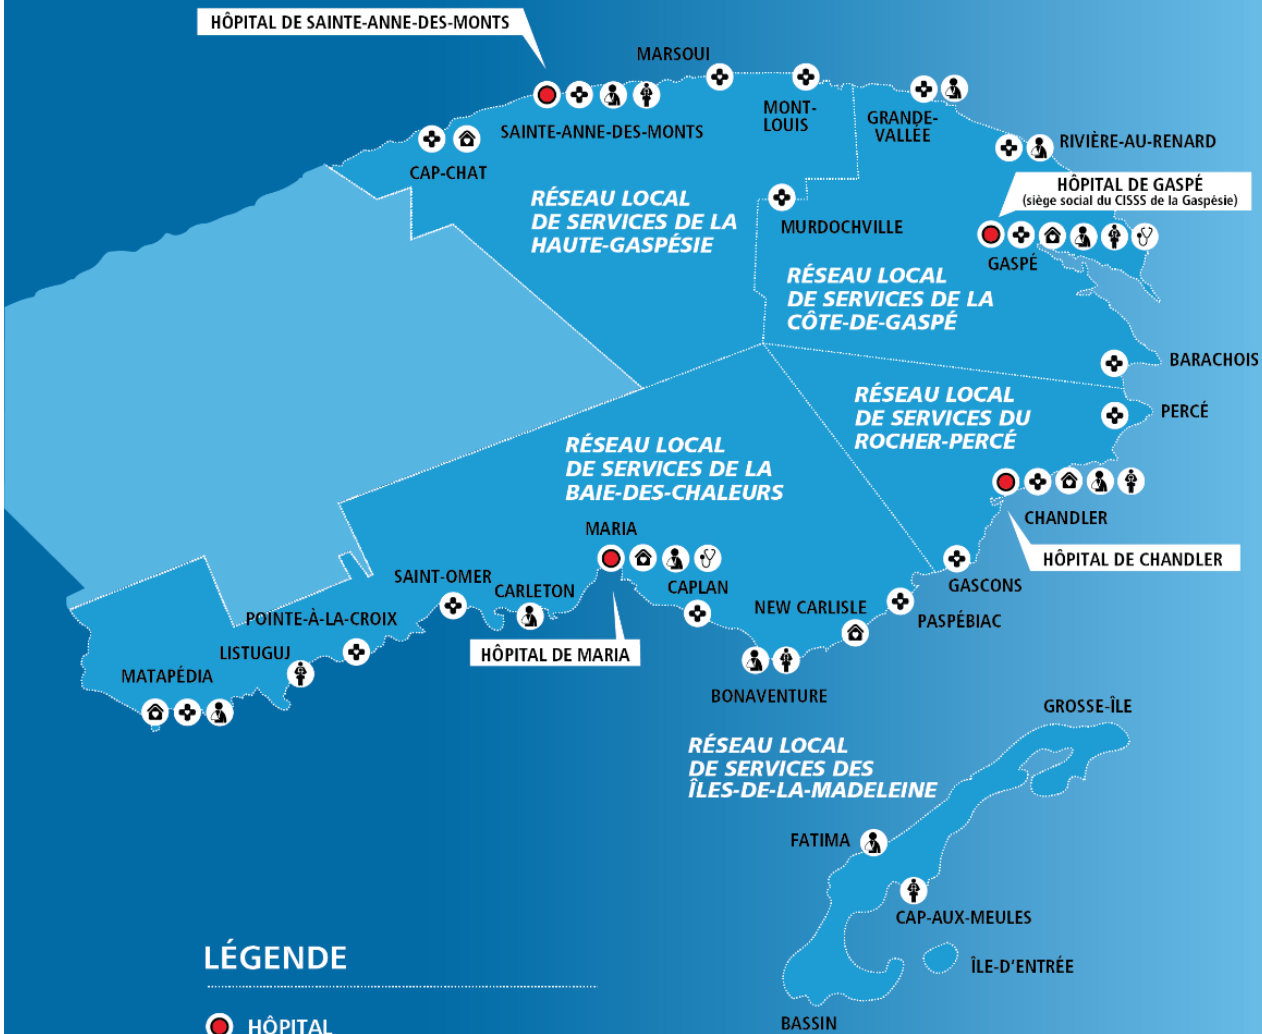 HÔPITAL DE SAINTE-ANNE-DES-MONTS
MARSOUI
MONT-
LOUIS
GRANDE-
VALLÉE
RIVIÈRE-AU-RENARD
SAINTE-ANNE-DES-MONTS
CAP-CHAT
HÔPITAL DE GASPÉ
(siège social du CISSS de la Gaspésie)
RÉSEAU LOCAL
DE SERVICES DE LA
HAUTE-GASPÉSIE
MURDOCHVILLE
GASPÉ
RÉSEAU LOCAL
DE SERVICES DE LA
CÔTE-DE-GASPÉ
BARACHOIS
RÉSEAU LOCAL
DE SERVICES DU
ROCHER-PERCÉ
PERCÉ
RÉSEAU LOCAL
DE SERVICES DE LA
BAIE-DES-CHALEURS
CHANDLER
MARIA
HÔPITAL DE CHANDLER
SAINT-OMER
CARLETON
CAPLAN
GASCONS
NEW CARLISLE
PASPÉBIAC
POINTE-À-LA-CROIX
LISTUGUJ
HÔPITAL DE MARIA
MATAPÉDIA
BONAVENTURE
GROSSE-ÎLE
RÉSEAU LOCAL
DE SERVICES DES
ÎLES-DE-LA-MADELEINE
FATIMA
CAP-AUX-MEULES
ÎLE-D'ENTRÉE
BASSIN
LÉGENDE
HÔPITAL